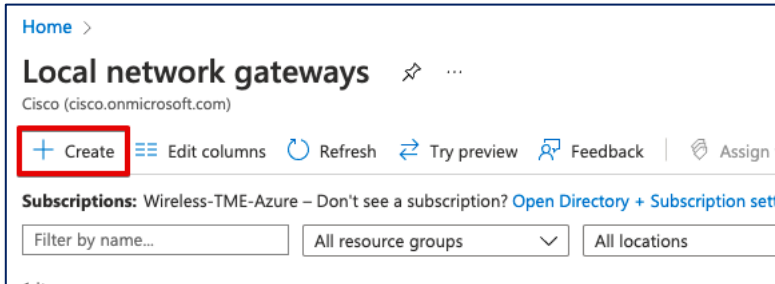 Home >
Local network gateways ...
Cisco (cisco.onmicrosoft.com)
+ Create Edit columns Refresh Try preview Feedback Assign
Subscriptions: Wireless-TME-Azure – Don't see a subscription? Open Directory + Subscription sett
Filter by name... All resource groups All locations